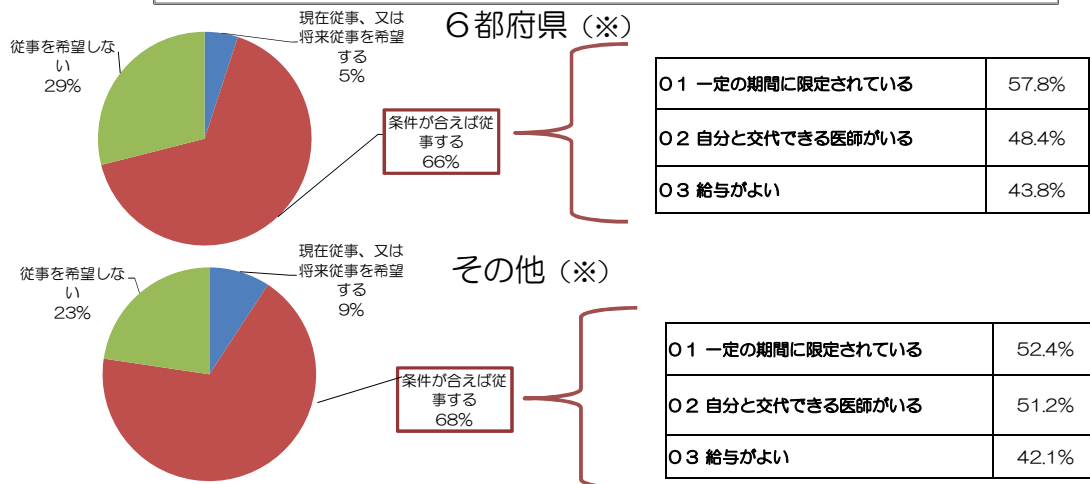 現在従事、又は
将来従事を希望
する
5%
6都府県（※）
従事を希望しな
い
29%
条件が合えば従
事する
66%
01 一定の期間に限定されている 57.8%
02 自分と交代できる医師がいる 48.4%
03 給与がよい 43.8%
現在従事、又は
将来従事を希望
する
9%
その他（※）
従事を希望しな
い
23%
条件が合えば従
事する
68%
01 一定の期間に限定されている 52.4%
02 自分と交代できる医師がいる 51.2%
03 給与がよい 42.1%